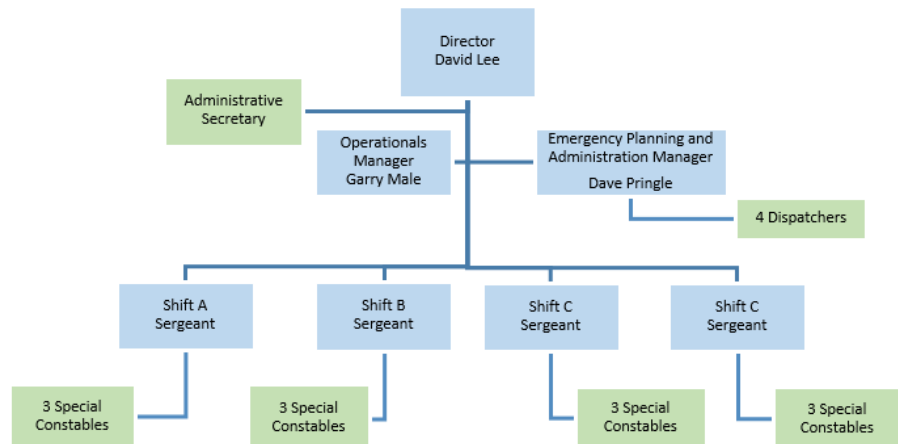 Director
David Lee
Administrative
Secretary
Operationals
Manager
Garry Male
Emergency Planning and
Administration Manager
Dave Pringle
4 Dispatchers
Shift A
Sergeant
Shift B
Sergeant
Shift C
Sergeant
Shift C
Sergeant
3 Special
Constables
3 Special
Constables
3 Special
Constables
3 Special
Constables